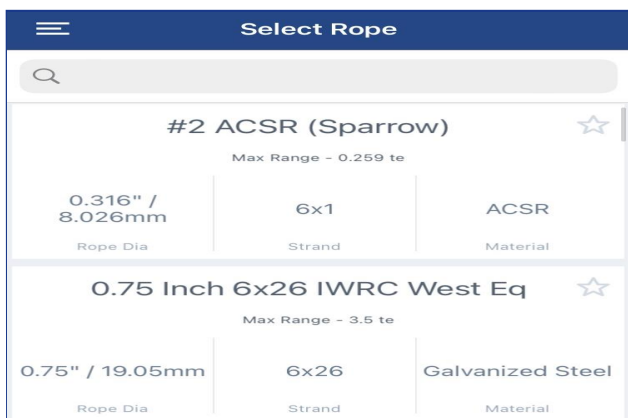 Select Rope
#2 ACSR (Sparrow)
Max Range - 0.259 te
0.316" /
8.026mm
6x1
ACSR
Rope Dia
Strand
Material
0.75 Inch 6x26 IWRC West Eq
Max Range - 3.5 te
0.75" / 19.05mm
6x26
Galvanized Steel
Rope Dia
Strand
Material